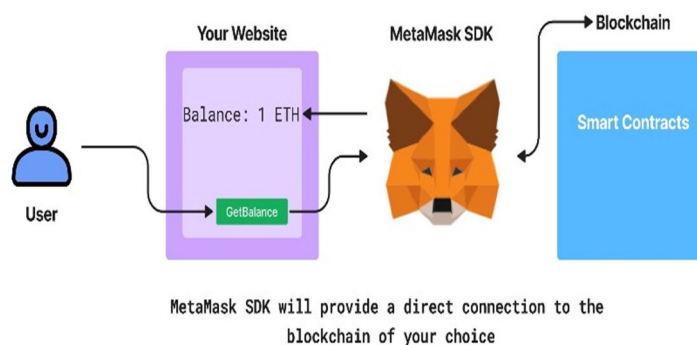 Your Website
MetaMask SDK
Blockchain
Balance: 1 ETH
Smart Contracts
GetBalance
User
MetaMask SDK will provide a direct connection to the
blockchain of your choice